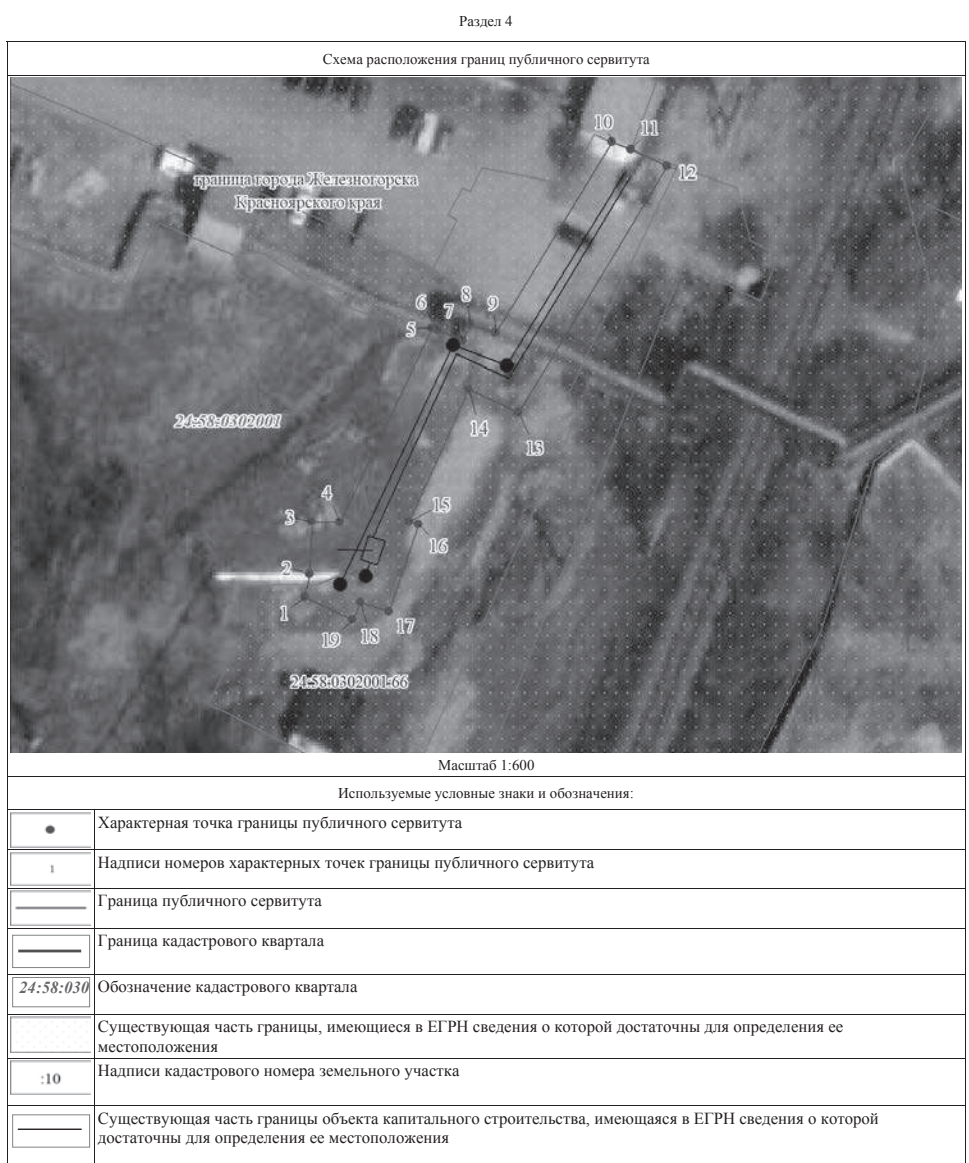 Раздел 4
Схема расположения границ публичного сервитута
10
11
12
граница города Железногорска
Красноярского края
6
8
7
9
5
24:58:0302001
14
13
4
3
15
16
2
1
17
18
19
24:58:0302001:66
Масштаб 1:600
Используемые условные знаки и обозначения:
Характерная точка границы публичного сервитута
1 Надписи номеров характерных точек границы публичного сервитута
Граница публичного сервитута
Граница кадастрового квартала
24:58:030 Обозначение кадастрового квартала
Существующая часть границы, имеющиеся в ЕГРН сведения о которой достаточны для определения ее
местоположения
:10 Надписи кадастрового номера земельного участка
Существующая часть границы объекта капитального строительства, имеющаяся в ЕГРН сведения о которой
достаточны для определения ее местоположения